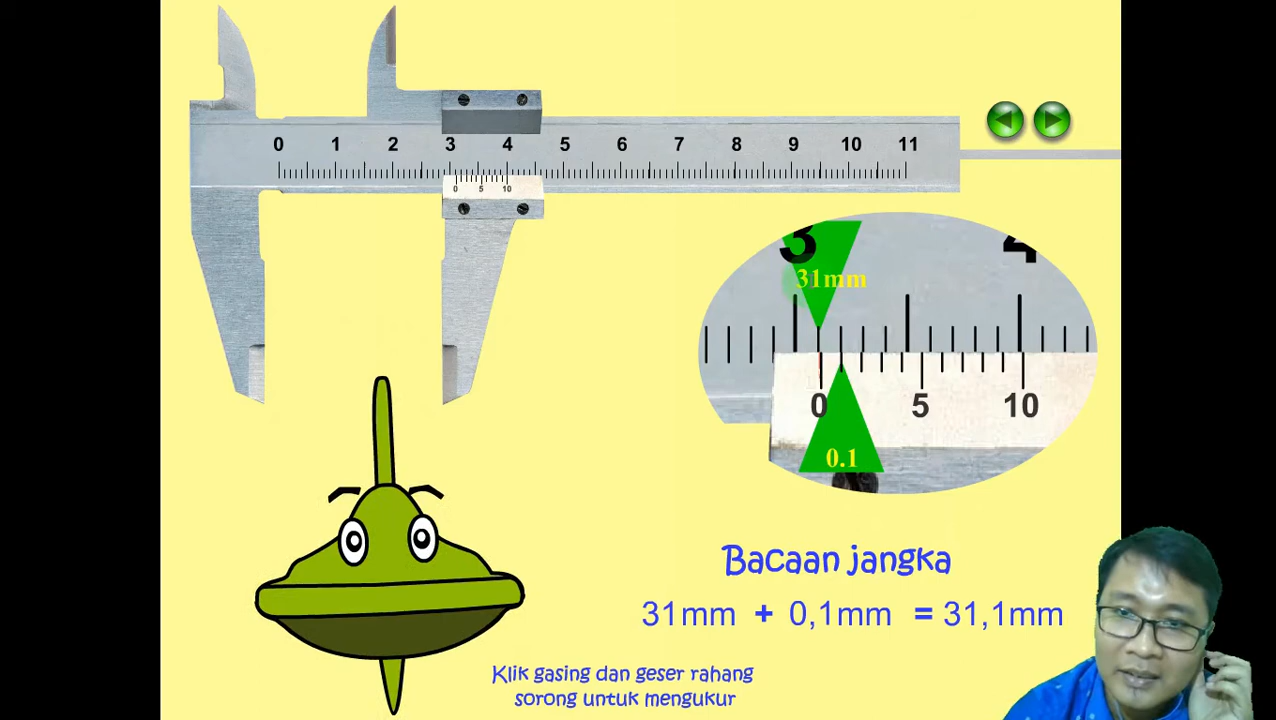 0 1 2 3 4 5 6 7 8 9 10 11
0 5 10
3 4
31mm
0 5 10
0.1
Bacaan jangka
31mm + 0,1mm = 31,1mm
Klik gasing dan geser rahang
sorong untuk mengukur